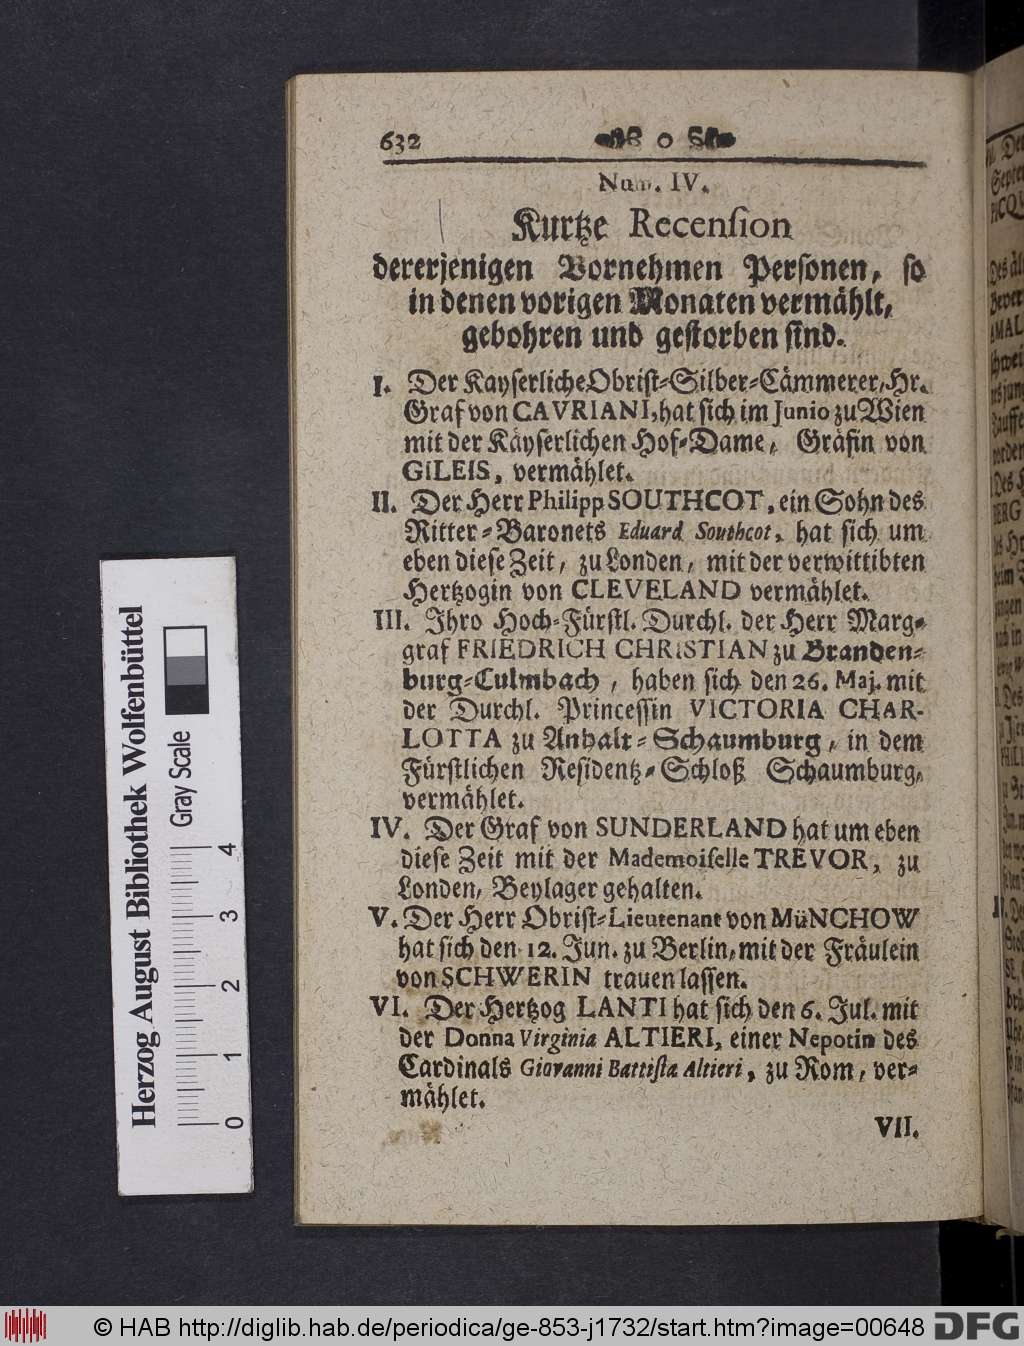 632
Num. IV.
Kurtze Recension
dererjenigen Vornehmen Personen, so
in denen vorigen Monaten vermählt,
gebohren und gestorben sind.
I. Der Kayserliche Obrist-Silber-Cämmerer, Hr.
Graf von CAVRIANI, hat sich im Junio zu Wien
mit der Käyserlichen Hof-Dame, Gräfin von
GILEIS, vermählet.
II. Der Herr Philipp SOUTHCOT, ein Sohn des
Ritter-Baronets Eduard Southcot, hat sich um
eben diese Zeit, zu Londen, mit der verwittibten
Hertzogin von CLEVELAND vermählet.
III. Ihro Hoch-Fürstl. Durchl. der Herr Marg-
graf FRIEDRICH CHRISTIAN zu Branden-
burg-Culmbach, haben sich den 26. Maj. mit
der Durchl. Princessin VICTORIA CHAR-
LOTTA zu Anhalt-Schaumburg, in dem
Fürstlichen Residentz-Schloß Schaumburg,
vermählet.
IV. Der Graf von SUNDERLAND hat um eben
diese Zeit mit der Mademoiselle TREVOR, zu
Londen, Beylager gehalten.
V. Der Herr Obrist-Lieutenant von MüNCHOW
hat sich den 12. Jun. zu Berlin, mit der Fräulein
von SCHWERIN trauen lassen.
VI. Der Hertzog LANTI hat sich den 6. Jul. mit
der Donna Virginia ALTIERI, einer Nepotin des
Cardinals Giovanni Battista Altieri, zu Rom, ver-
mählet.
VII.
Herzog August Bibliothek Wolfenbüttel
Gray Scale
0 1 2 3 4
© HAB http://diglib.hab.de/periodica/ge-853-j1732/start.htm?image=00648
DFG